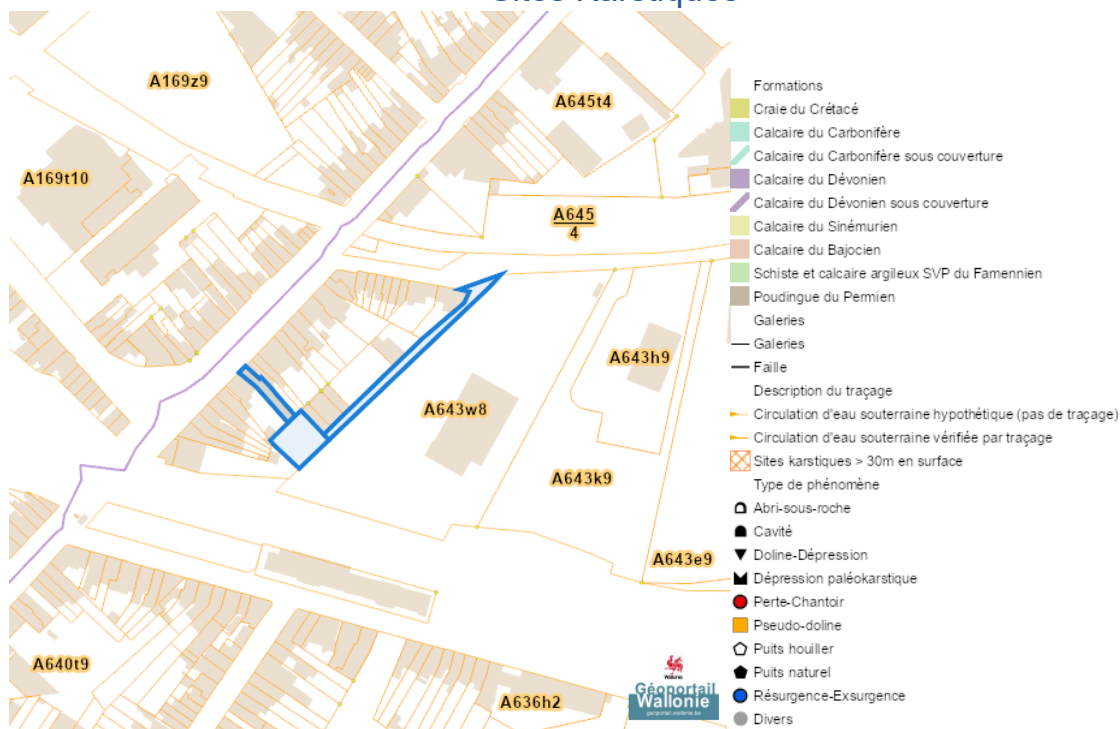 Sites Karstiques
A169z9
A645t4
A169t10
A645
4
A643h9
A643w8
A643k9
A643e9
A640t9
A636h2
Wallonie
Géoportail
Wallonie
geoportail.wallonie.be
Formations
Craie du Crétacé
Calcaire du Carbonifère
Calcaire du Carbonifère sous couverture
Calcaire du Dévonien
Calcaire du Dévonien sous couverture
Calcaire du Sinémurien
Calcaire du Bajocien
Schiste et calcaire argileux SVP du Famennien
Poudingue du Permien
Galeries
Galeries
Faille
Description du traçage
Circulation d'eau souterraine hypothétique (pas de traçage)
Circulation d'eau souterraine vérifiée par traçage
Sites karstiques > 30m en surface
Type de phénomène
Abri-sous-roche
Cavité
Doline-Dépression
Dépression paléokarstique
Perte-Chantoir
Pseudo-doline
Puits houiller
Puits naturel
Résurgence-Exsurgence
Divers